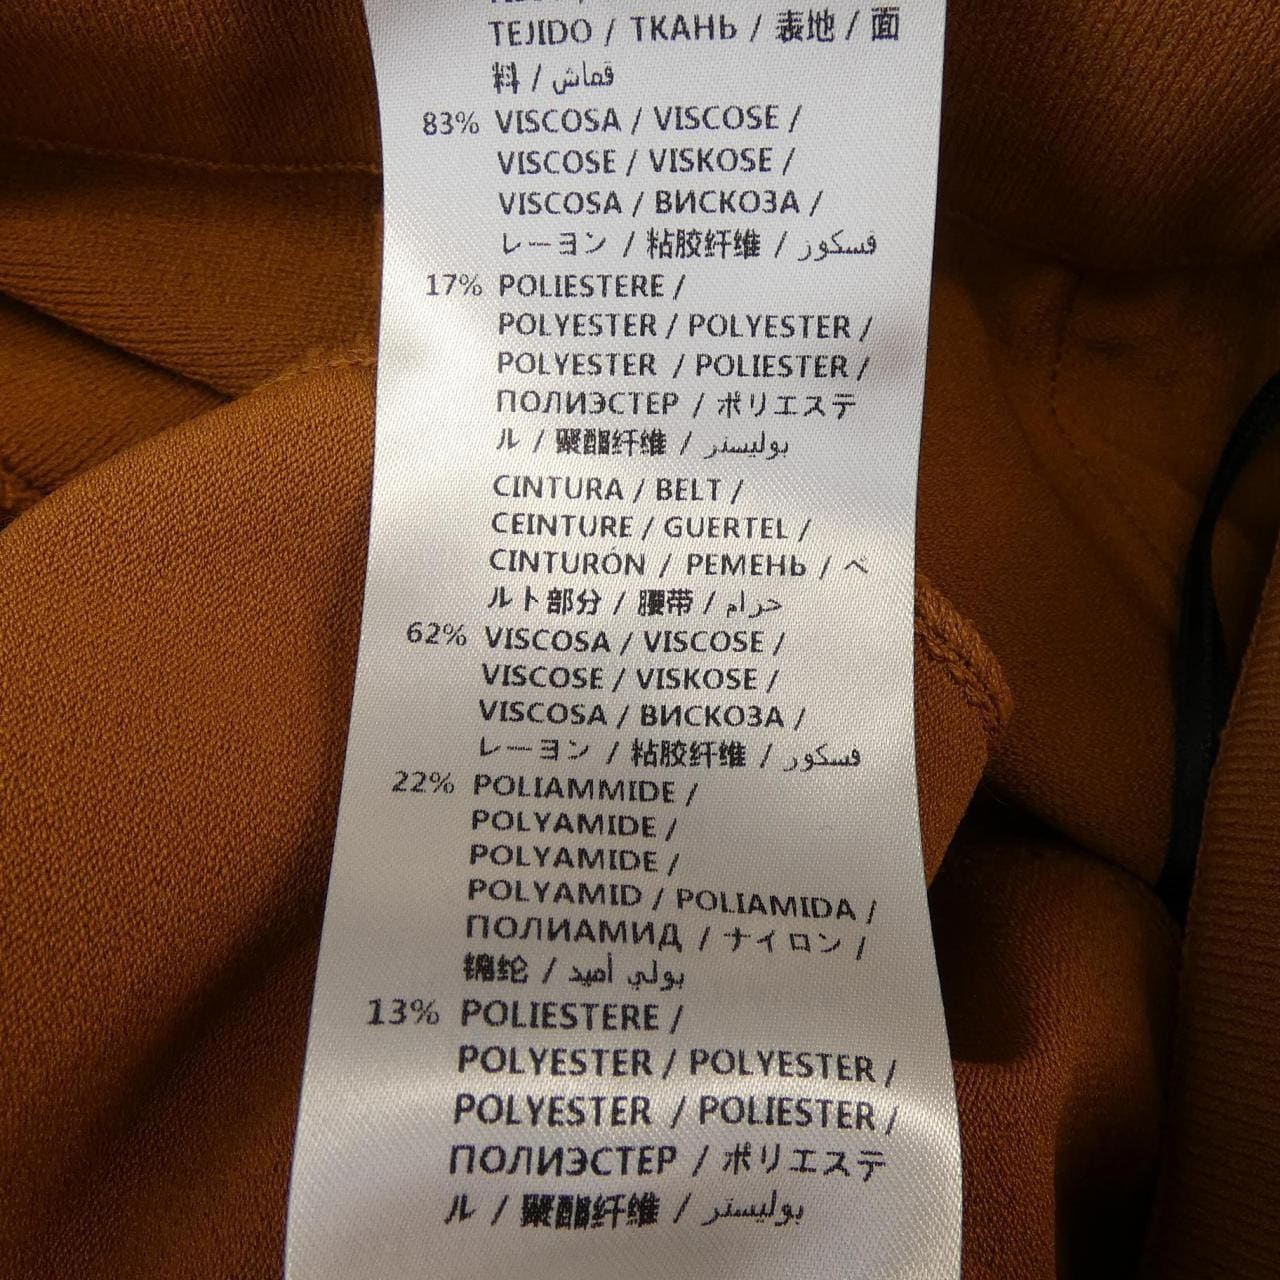 TEJIDO / ТКАНЬ / 表地 / 面
料 / قماش
83% VISCOSA / VISCOSE /
VISCOSE / VISKOSE /
VISCOSA / ВИСКОЗА /
レーヨン / 粘胶纤维 / فسكوز
17% POLIESTERE /
POLYESTER / POLYESTER /
POLYESTER / POLIESTER /
ПОЛИЭСТЕР / ポリエステ
ル / 聚酯纤维 / بوليستر
CINTURA / BELT /
CEINTURE / GUERTEL /
CINTURÓN / РЕМЕНЬ / ベ
ルト部分 / 腰带 / حزام
62% VISCOSA / VISCOSE /
VISCOSE / VISKOSE /
VISCOSA / ВИСКОЗА /
レーヨン / 粘胶纤维 / فسكوز
22% POLIAMMIDE /
POLYAMIDE /
POLYAMIDE /
POLYAMID / POLIAMIDA /
ПОЛИАМИД / ナイロン /
锦纶 / بولي أميد
13% POLIESTERE /
POLYESTER / POLYESTER /
POLYESTER / POLIESTER /
ПОЛИЭСТЕР / ポリエステ
ル / 聚酯纤维 / بوليستر